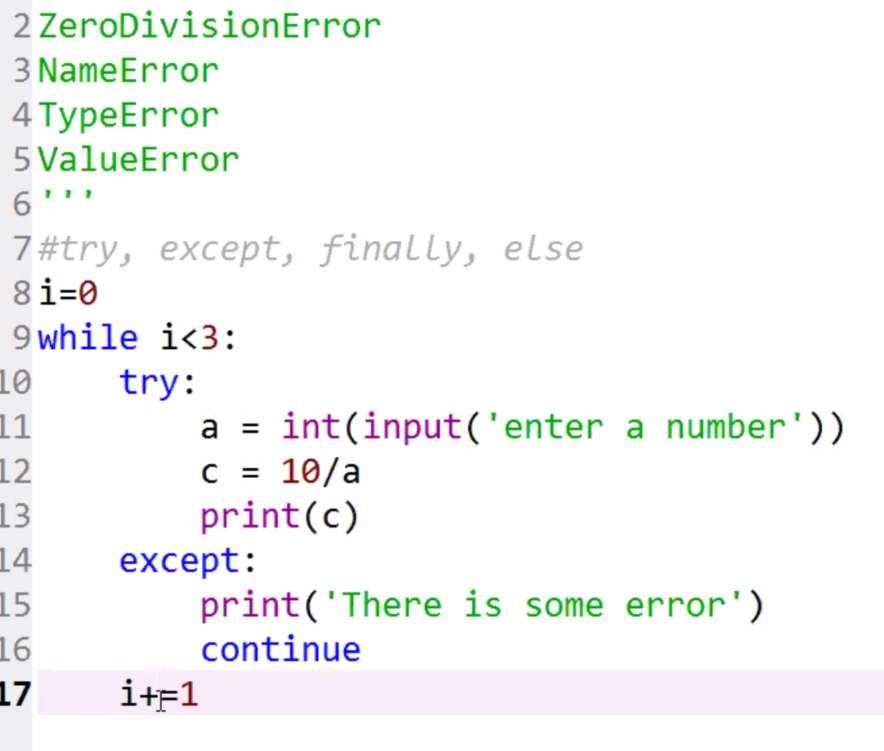 2 ZeroDivisionError
3 NameError
4 TypeError
5 ValueError
6 '''
7 #try, except, finally, else
8 i=0
9 while i<3:
10     try:
11         a = int(input('enter a number'))
12         c = 10/a
13         print(c)
14     except:
15         print('There is some error')
16         continue
17     i+=1